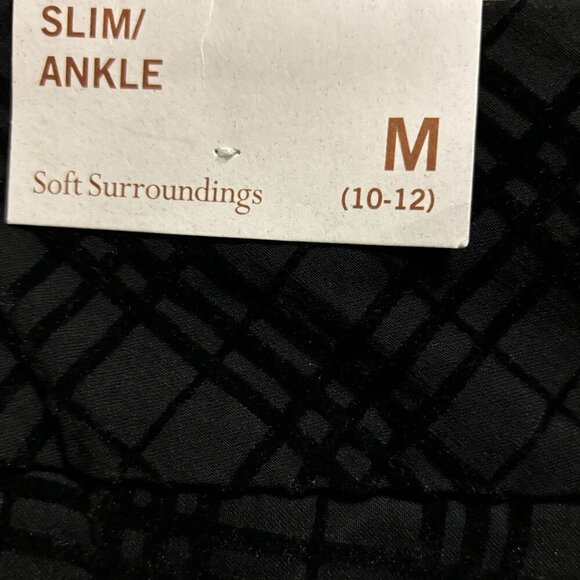 SLIM/
ANKLE
M
Soft Surroundings
(10-12)